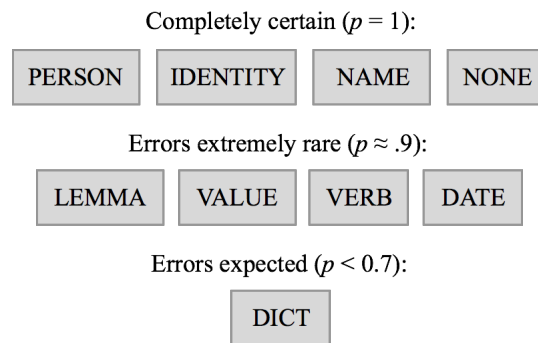 Completely certain (p = 1):
PERSON IDENTITY NAME NONE
Errors extremely rare (p ≈ .9):
LEMMA VALUE VERB DATE
Errors expected (p < 0.7):
DICT